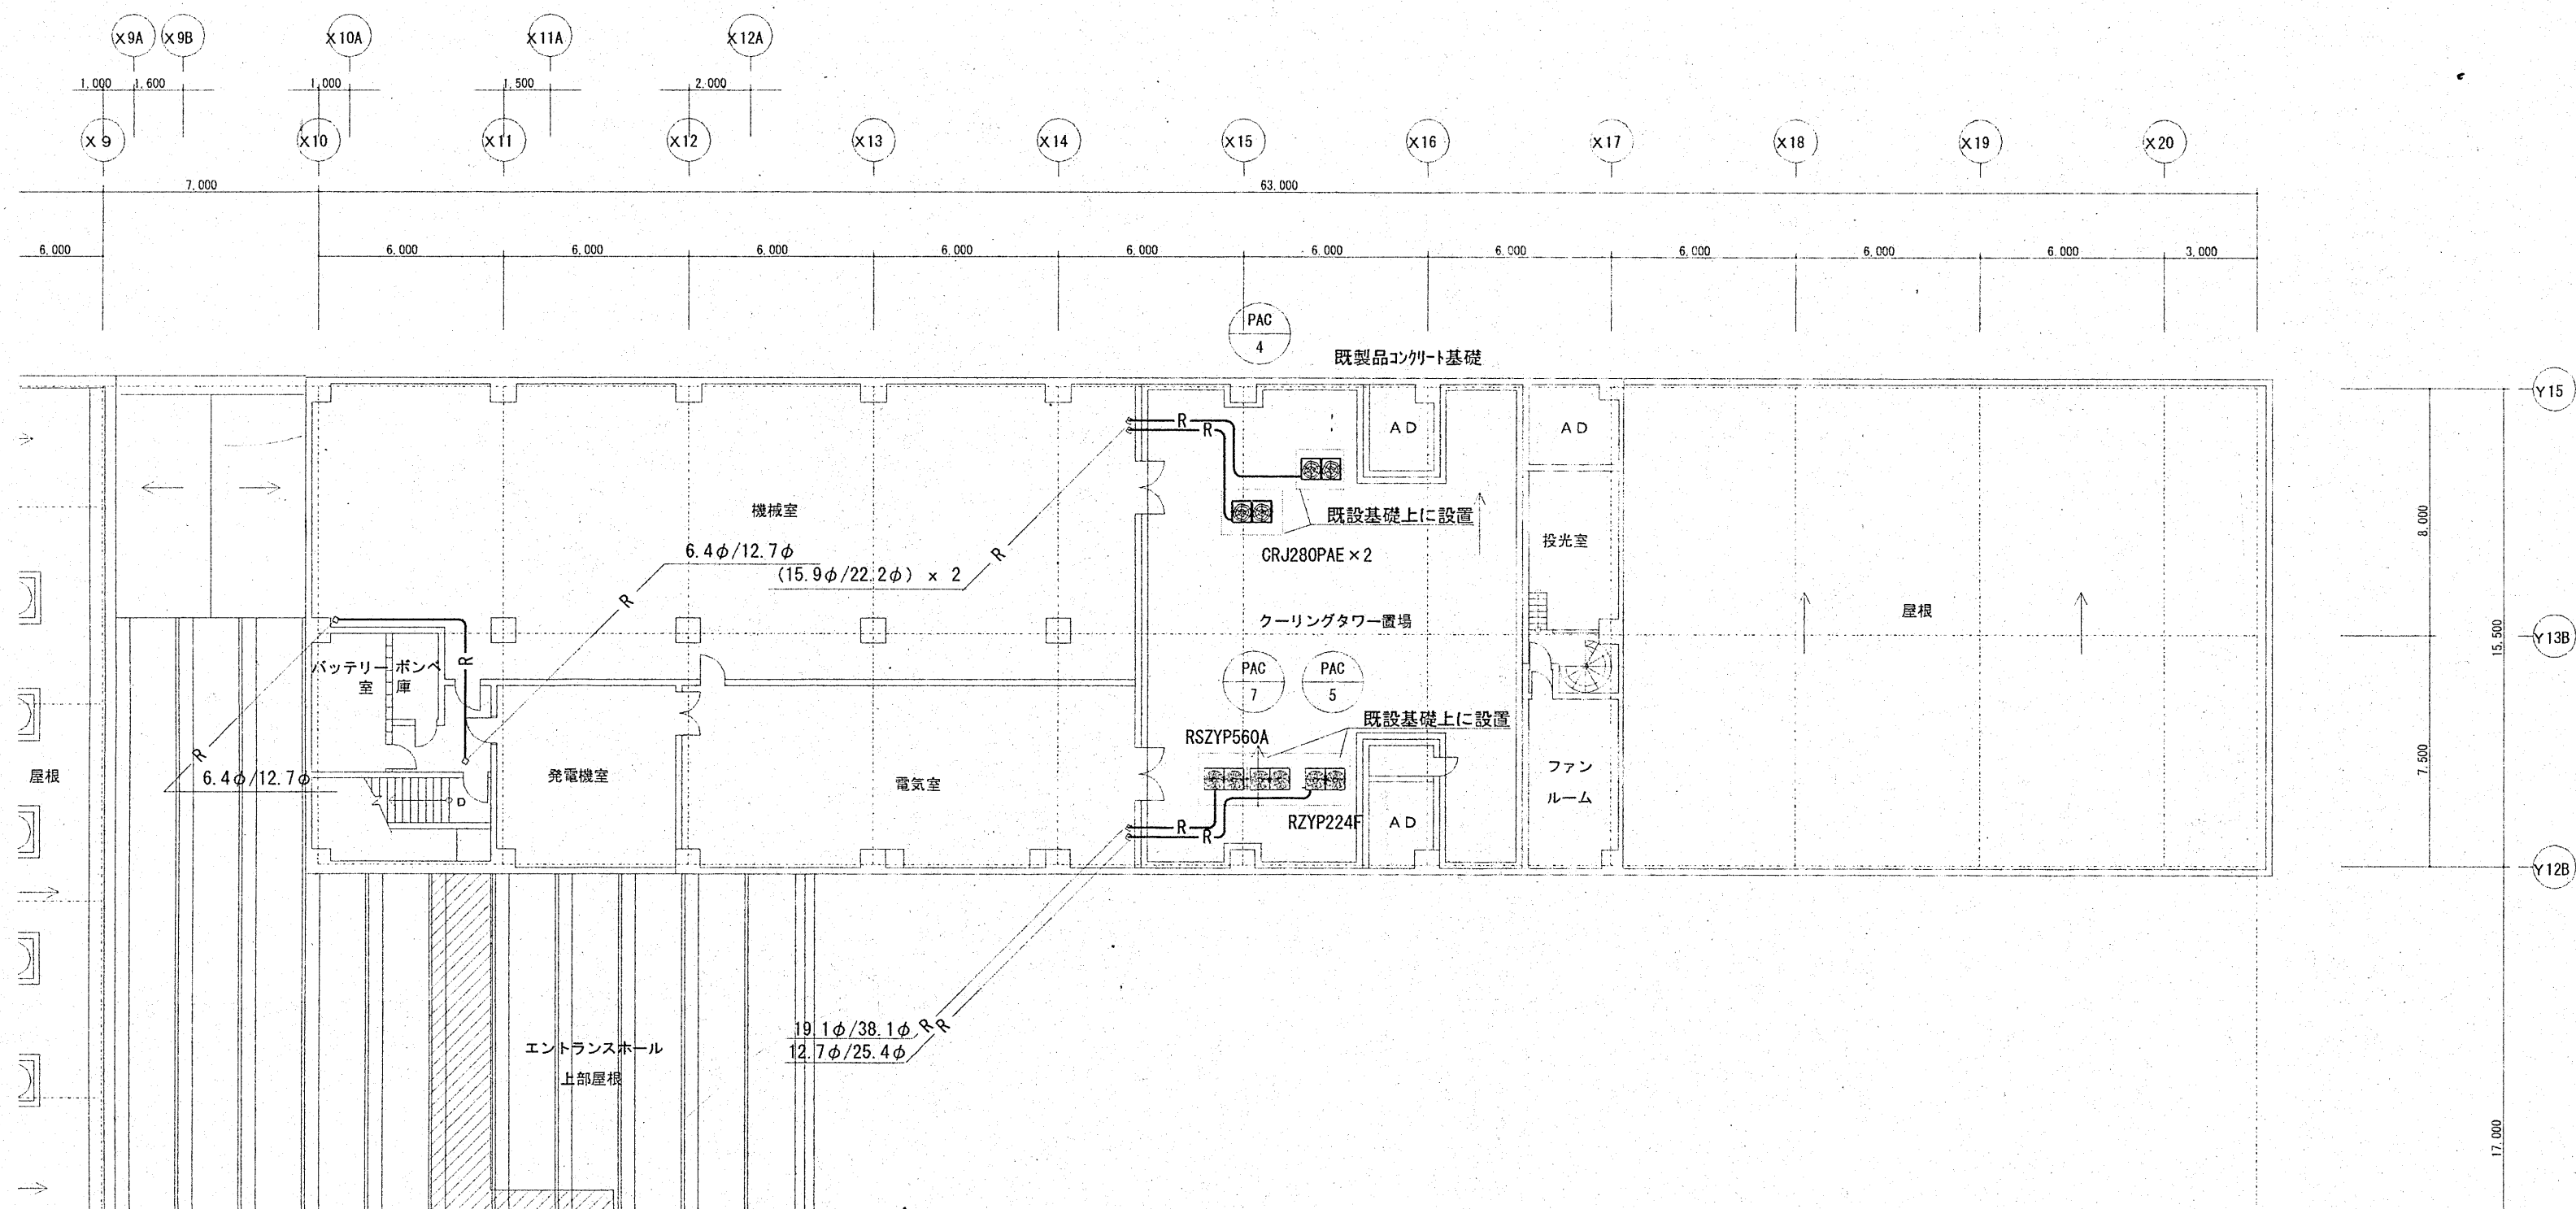 X9A
X9B
X10A
X11A
X12A
1,000
1,600
1,000
1,500
2,000
X9
X10
X11
X12
X13
X14
X15
X16
X17
X18
X19
X20
7,000
63,000
6,000
6,000
6,000
6,000
6,000
6,000
6,000
6,000
6,000
6,000
6,000
3,000
PAC
4
既製品コンクリート基礎
Y15
R
R
AD
AD
機械室
既設基礎上に設置
CRJ280PAE×2
投光室
8,000
6.4φ/12.7φ
(15.9φ/22.2φ) x 2
R
R
クーリングタワー置場
屋根
15,500
Y13B
バッテリー
室
ボンベ
庫
R
PAC
7
PAC
5
既設基礎上に設置
RSZYP560A
R
6.4φ/12.7φ
屋根
発電機室
電気室
ファン
ルーム
7,500
D
R
R
RZYP224F
AD
Y12B
19.1φ/38.1φ
12.7φ/25.4φ
R
R
エントランスホール
上部屋根
17,000